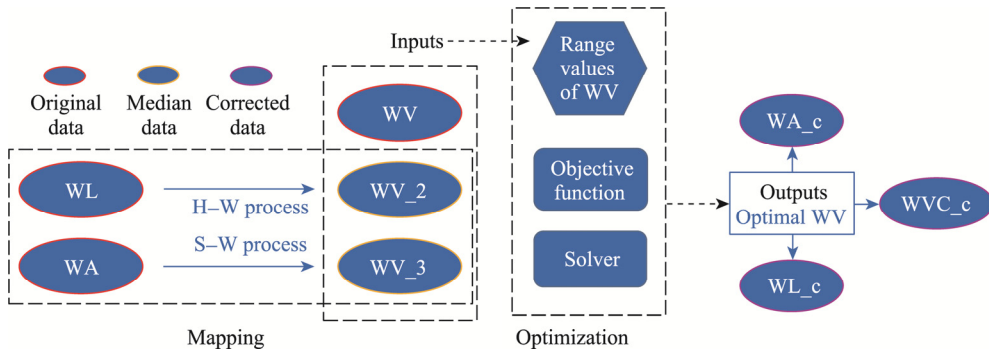 Inputs
Range
values
of WV
Original
data
Median
data
Corrected
data
WV
WA_c
WL
H–W process
WV_2
Objective
function
Outputs
Optimal WV
WVC_c
WA
S–W process
WV_3
Solver
WL_c
Mapping
Optimization